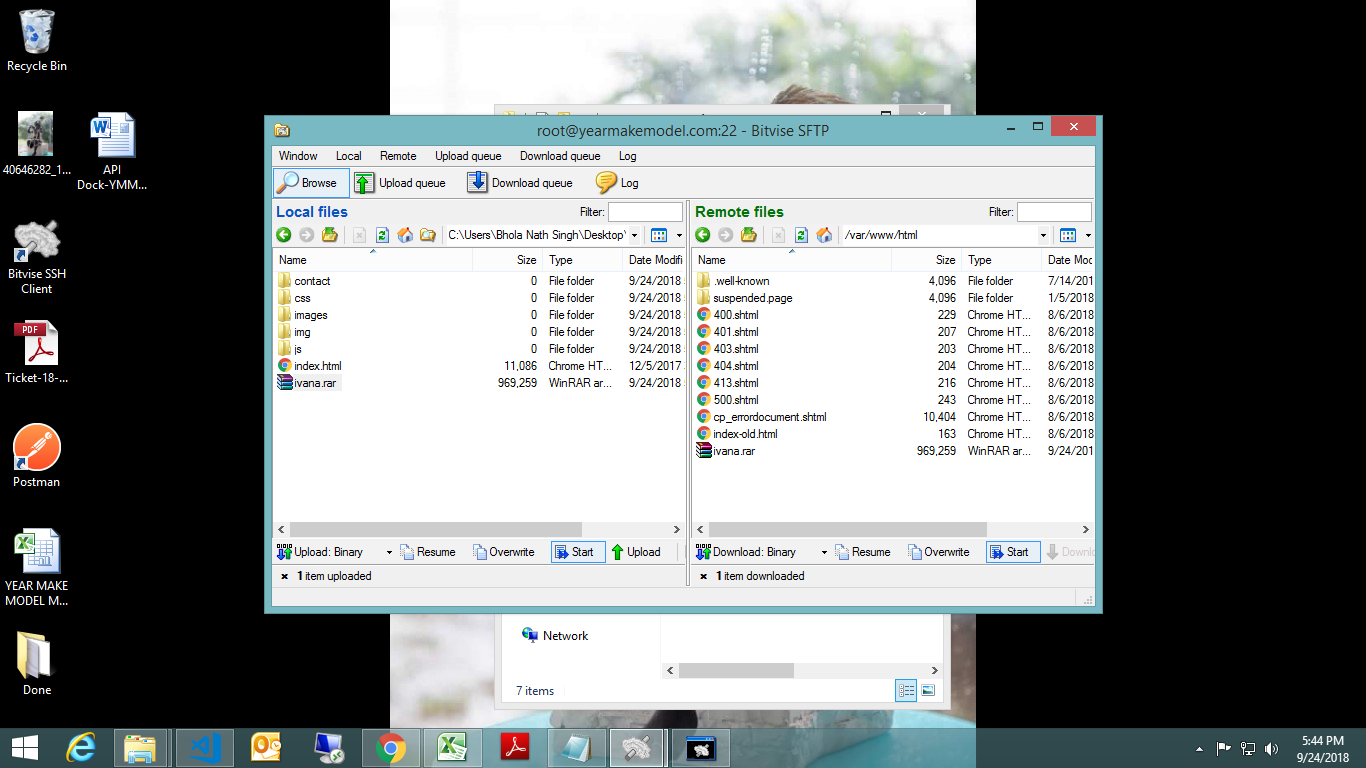 Recycle Bin
40646282_1...
API
Dock-YMM...
Bitvise SSH
Client
PDF
Ticket-18-...
Postman
YEAR MAKE
MODEL M...
Done
root@yearmakemodel.com:22 - Bitvise SFTP
Window Local Remote Upload queue Download queue Log
Browse Upload queue Download queue Log
Local files Filter:
C:\Users\Bhola Nath Singh\Desktop\
Name Size Type Date Modifi
contact 0 File folder 9/24/2018
css 0 File folder 9/24/2018
images 0 File folder 9/24/2018
img 0 File folder 9/24/2018
js 0 File folder 9/24/2018
index.html 11,086 Chrome HT... 12/5/2017
ivana.rar 969,259 WinRAR ar... 9/24/2018
Upload: Binary Resume Overwrite Start Upload
1 item uploaded
Remote files Filter:
/var/www/html
Name Size Type Date Moc
.well-known 4,096 File folder 7/14/201
suspended.page 4,096 File folder 1/5/2018
400.shtml 229 Chrome HT... 8/6/2018
401.shtml 207 Chrome HT... 8/6/2018
403.shtml 203 Chrome HT... 8/6/2018
404.shtml 204 Chrome HT... 8/6/2018
413.shtml 216 Chrome HT... 8/6/2018
500.shtml 243 Chrome HT... 8/6/2018
cp_errordocument.shtml 10,404 Chrome HT... 8/6/2018
index-old.html 163 Chrome HT... 8/6/2018
ivana.rar 969,259 WinRAR ar... 9/24/201
Download: Binary Resume Overwrite Start Downlo
1 item downloaded
Network
7 items
5:44 PM
9/24/2018